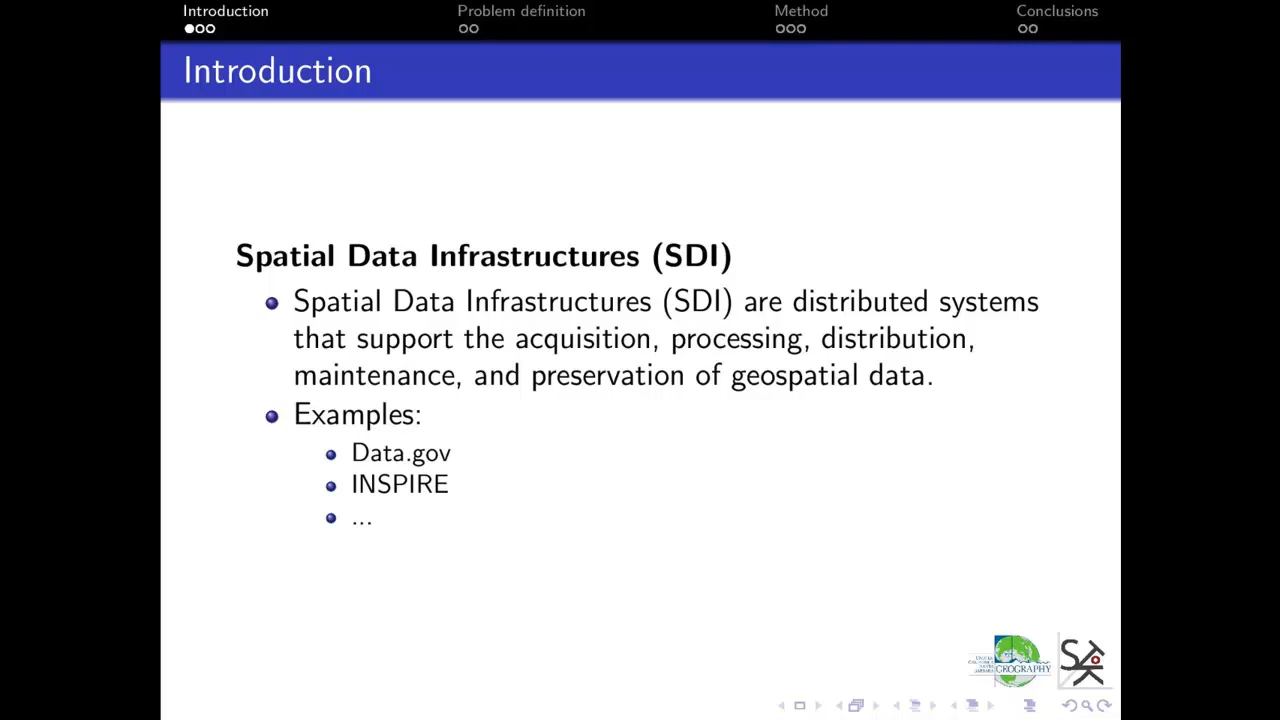 Introduction Problem definition Method Conclusions
Introduction
Spatial Data Infrastructures (SDI)
Spatial Data Infrastructures (SDI) are distributed systems
that support the acquisition, processing, distribution,
maintenance, and preservation of geospatial data.
Examples:
Data.gov
INSPIRE
...
GEOGRAPHY